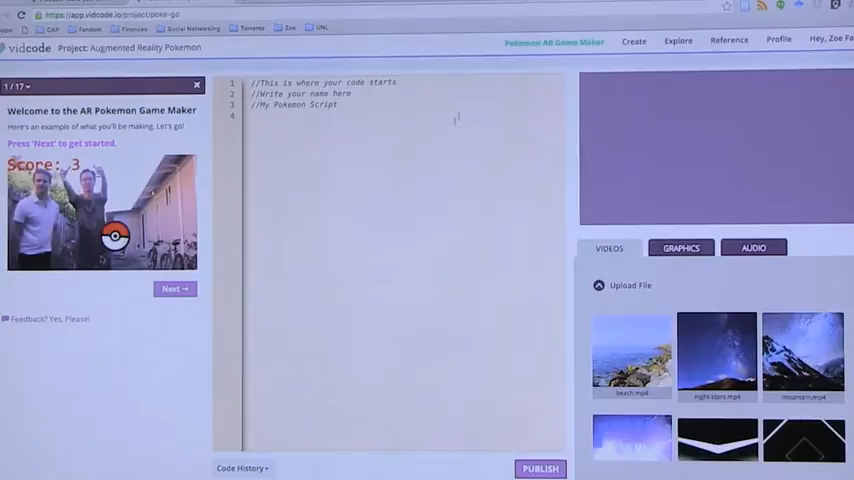 https://app.vidcode.io/project/poke-go
Apps CAP Fandom Finances Social Networking Torrents Zoe UNL
vidcode Project: Augmented Reality Pokemon
Pokemon AR Game Maker Create Explore Reference Profile Hey, Zoe Fa
1 / 17
Welcome to the AR Pokemon Game Maker
Here's an example of what you'll be making. Let's go!
Press 'Next' to get started.
Score: 3
Next →
Feedback? Yes, Please!
1 //This is where your code starts
2 //Write your name here
3 //My Pokemon Script
4
Code History
PUBLISH
VIDEOS GRAPHICS AUDIO
Upload File
beach.mp4 night-stars.mp4 mountain.mp4